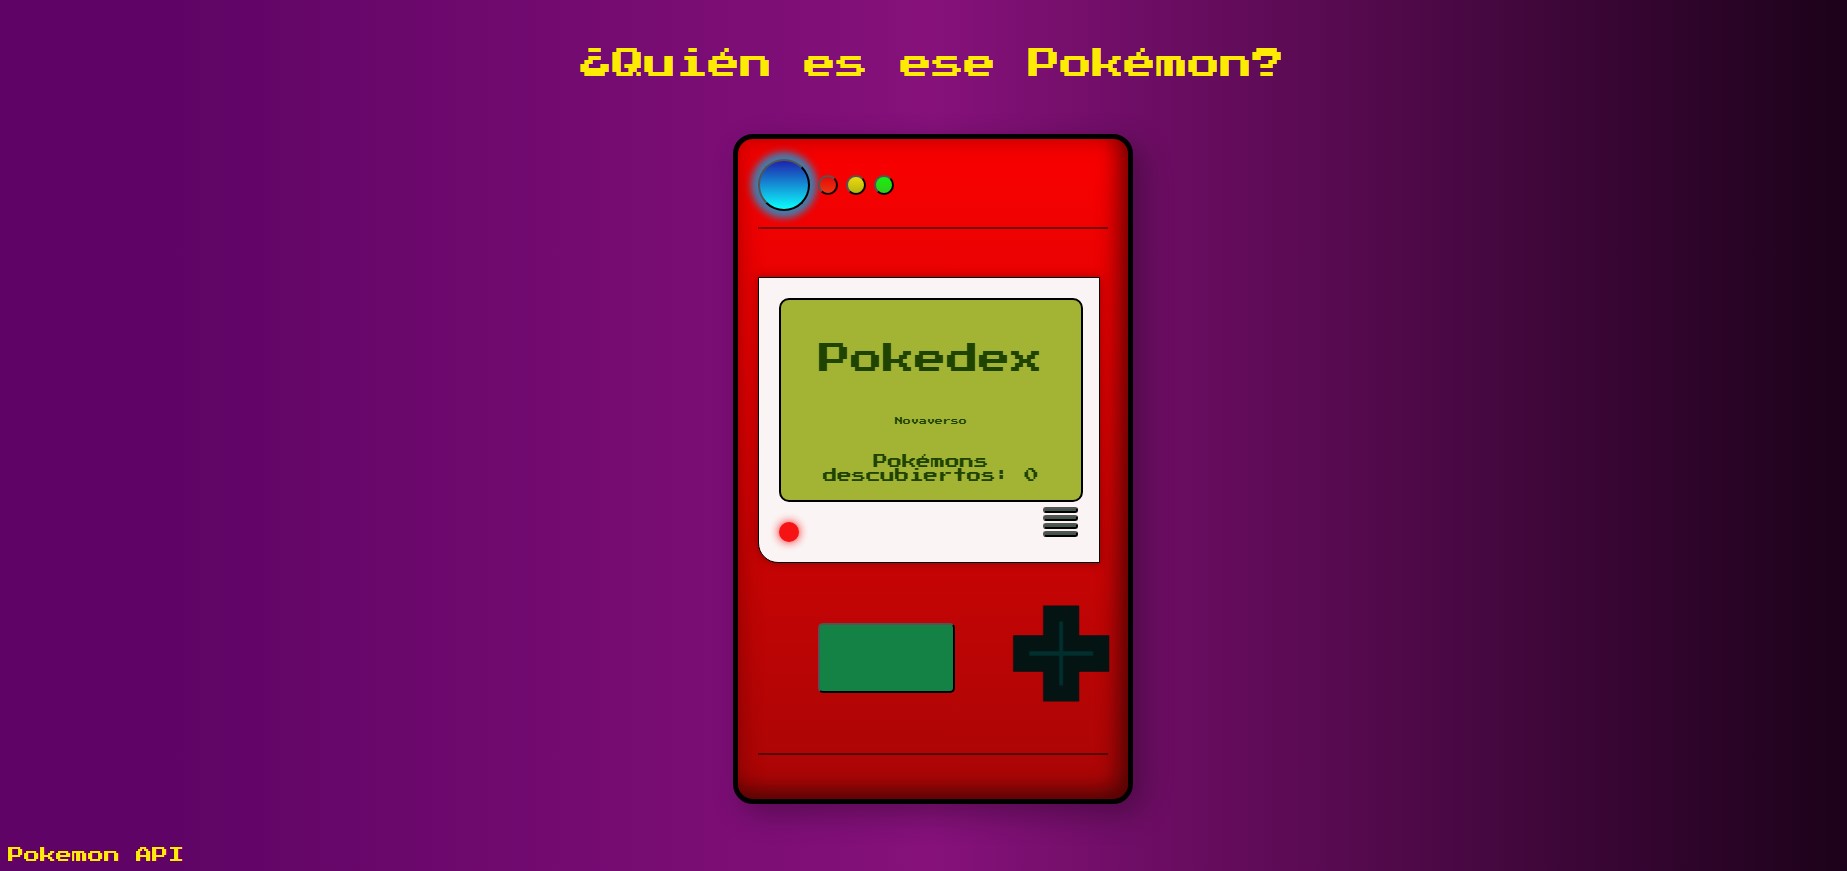 ¿Quién es ese Pokémon?
Pokedex
Novaverso
Pokémons
descubiertos: 0
Pokemon API